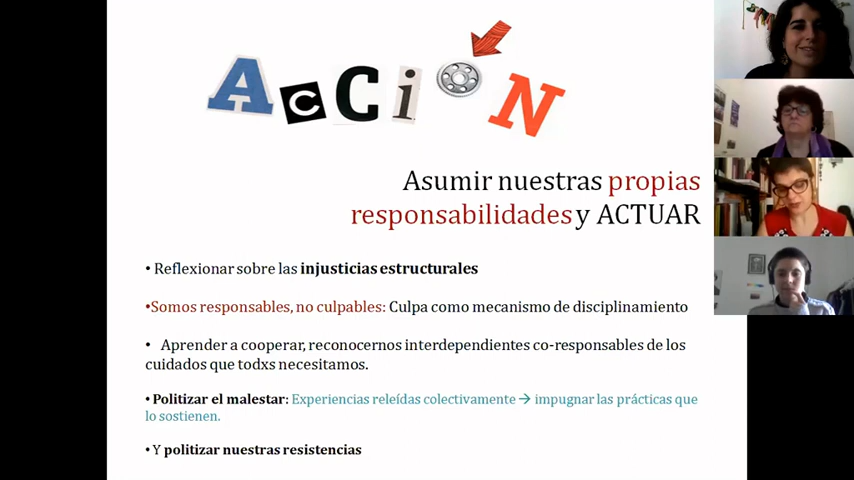 AcCiÓN
Asumir nuestras propias
responsabilidades y ACTUAR
• Reflexionar sobre las injusticias estructurales
•Somos responsables, no culpables: Culpa como mecanismo de disciplinamiento
• Aprender a cooperar, reconocernos interdependientes co-responsables de los
cuidados que todxs necesitamos.
• Politizar el malestar: Experiencias releídas colectivamente → impugnar las prácticas que
lo sostienen.
•Y politizar nuestras resistencias